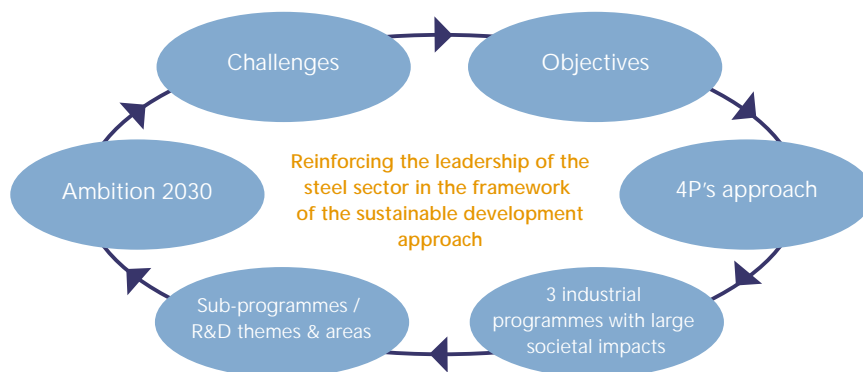 Challenges
Objectives
Ambition 2030
Reinforcing the leadership of the
steel sector in the framework
of the sustainable development
approach
4P's approach
Sub-programmes /
R&D themes & areas
3 industrial
programmes with large
societal impacts